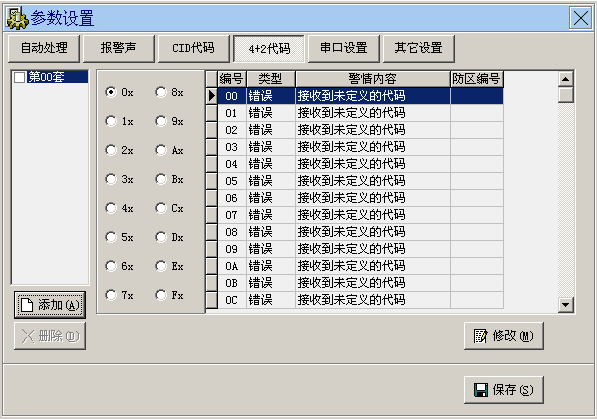 参数设置
自动处理 报警声 CID代码 4+2代码 串口设置 其它设置
第00套
0x 8x
1x 9x
2x Ax
3x Bx
4x Cx
5x Dx
6x Ex
7x Fx
编号 类型 警情内容 防区编号
00 错误 接收到未定义的代码
01 错误 接收到未定义的代码
02 错误 接收到未定义的代码
03 错误 接收到未定义的代码
04 错误 接收到未定义的代码
05 错误 接收到未定义的代码
06 错误 接收到未定义的代码
07 错误 接收到未定义的代码
08 错误 接收到未定义的代码
09 错误 接收到未定义的代码
0A 错误 接收到未定义的代码
0B 错误 接收到未定义的代码
0C 错误 接收到未定义的代码
添加(A)
删除(D)
修改(M)
保存(S)